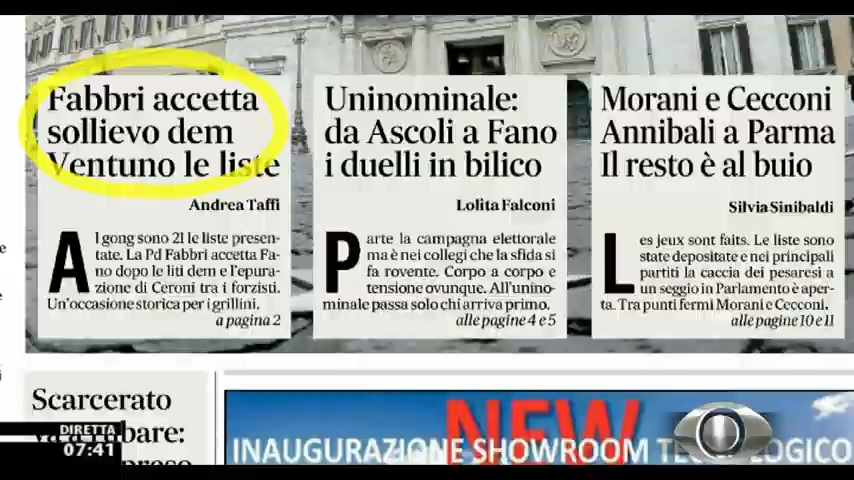 Fabbri accetta
sollievo dem
Ventuno le liste
Andrea Taffi
Al gong sono 21 le liste presen-
tate. La Pd Fabbri accetta Fa-
no dopo le liti dem e l'epura-
zione di Ceroni tra i forzisti.
Un'occasione storica per i grillini.
a pagina 2
Uninominale:
da Ascoli a Fano
i duelli in bilico
Lolita Falconi
Parte la campagna elettorale
ma è nei collegi che la sfida si
fa rovente. Corpo a corpo e
tensione ovunque. All'unino-
minale passa solo chi arriva primo.
alle pagine 4 e 5
Morani e Cecconi
Annibali a Parma
Il resto è al buio
Silvia Sinibaldi
Les jeux sont faits. Le liste sono
state depositate e nei principali
partiti la caccia dei pesaresi a
un seggio in Parlamento è aper-
ta. Tra punti fermi Morani e Cecconi.
alle pagine 10 e 11
Scarcerato
DIRETTA
07:41
NEW
INAUGURAZIONE SHOWROOM